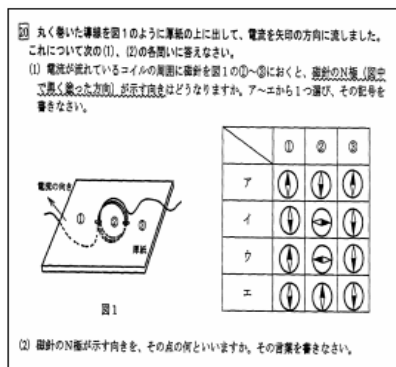 20 丸く巻いた導線を図1のように厚紙の上に出して、電流を矢印の方向に流しました。
これについて次の(1)、(2)の各問いに答えなさい。
(1) 電流が流れているコイルの周囲に磁針を図1の①~③におくと、磁針のN極(図中
で黒く塗った方向)が示す向きはどうなりますか。ア~エから1つ選び、その記号を
書きなさい。
電流の向き
① ② ③
厚紙
図1
① ② ③
ア
イ
ウ
エ
(2) 磁針のN極が示す向きを、その点の何といいますか。その言葉を書きなさい。